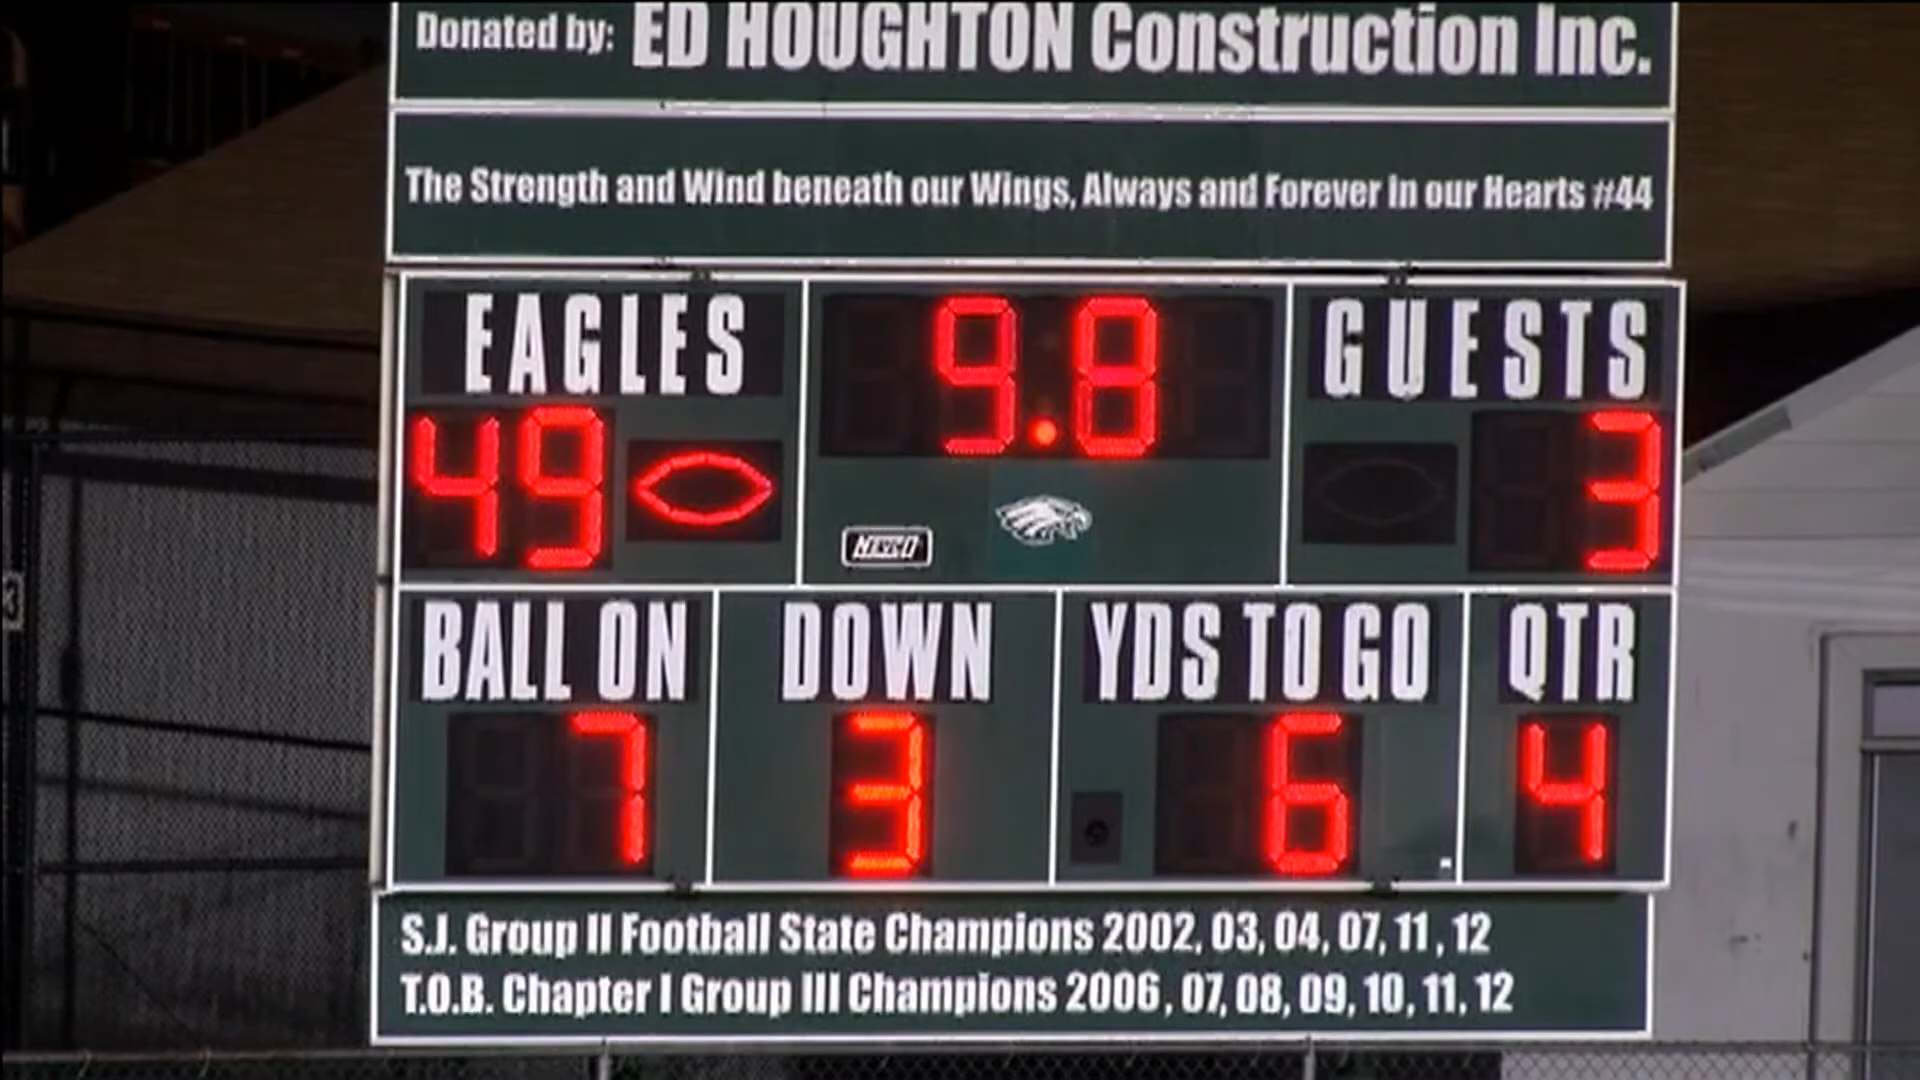 Donated by: ED HOUGHTON Construction Inc.
The Strength and Wind beneath our Wings, Always and Forever in our Hearts #44
EAGLES 9.8 GUESTS
49 3
NEVCO
BALL ON DOWN YDS TO GO QTR
7 3 6 4
S.J. Group II Football State Champions 2002, 03, 04, 07, 11, 12
T.O.B. Chapter I Group III Champions 2006, 07, 08, 09, 10, 11, 12
3